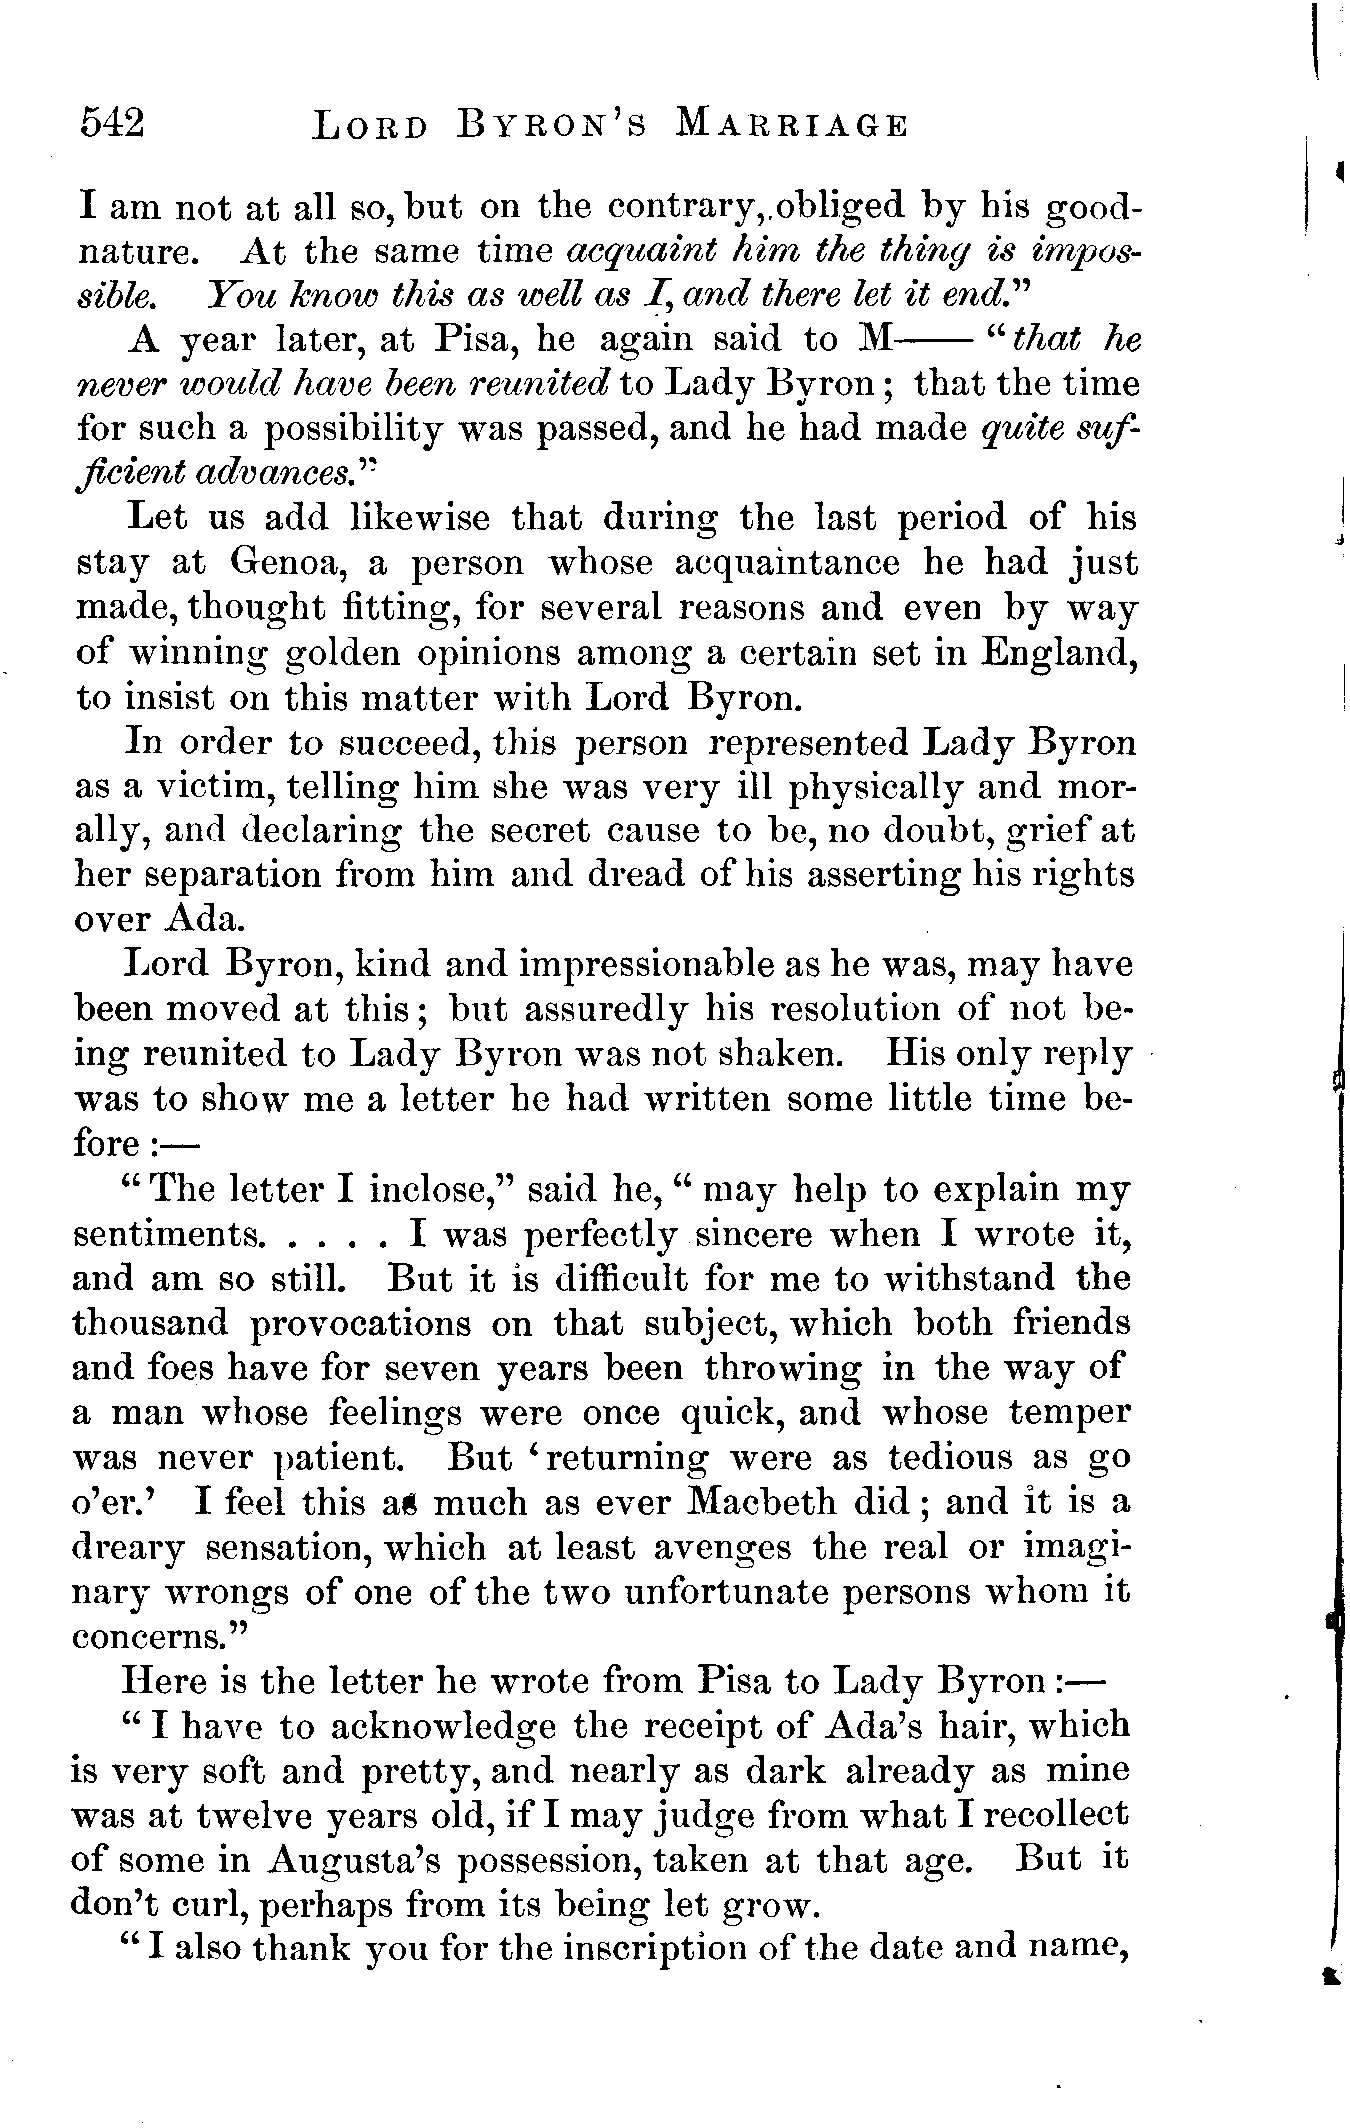 542 LORD BYRON'S MARRIAGE
I am not at all so, but on the contrary, obliged by his good-
nature. At the same time acquaint him the thing is impos-
sible. You know this as well as I, and there let it end."
A year later, at Pisa, he again said to M—— "that he
never would have been reunited to Lady Byron; that the time
for such a possibility was passed, and he had made quite suf-
ficient advances."
Let us add likewise that during the last period of his
stay at Genoa, a person whose acquaintance he had just
made, thought fitting, for several reasons and even by way
of winning golden opinions among a certain set in England,
to insist on this matter with Lord Byron.
In order to succeed, this person represented Lady Byron
as a victim, telling him she was very ill physically and mor-
ally, and declaring the secret cause to be, no doubt, grief at
her separation from him and dread of his asserting his rights
over Ada.
Lord Byron, kind and impressionable as he was, may have
been moved at this; but assuredly his resolution of not be-
ing reunited to Lady Byron was not shaken. His only reply
was to show me a letter he had written some little time be-
fore:—
"The letter I inclose," said he, "may help to explain my
sentiments. . . . . I was perfectly sincere when I wrote it,
and am so still. But it is difficult for me to withstand the
thousand provocations on that subject, which both friends
and foes have for seven years been throwing in the way of
a man whose feelings were once quick, and whose temper
was never patient. But 'returning were as tedious as go
o'er.' I feel this as much as ever Macbeth did; and it is a
dreary sensation, which at least avenges the real or imagi-
nary wrongs of one of the two unfortunate persons whom it
concerns."
Here is the letter he wrote from Pisa to Lady Byron:—
"I have to acknowledge the receipt of Ada's hair, which
is very soft and pretty, and nearly as dark already as mine
was at twelve years old, if I may judge from what I recollect
of some in Augusta's possession, taken at that age. But it
don't curl, perhaps from its being let grow.
"I also thank you for the inscription of the date and name,